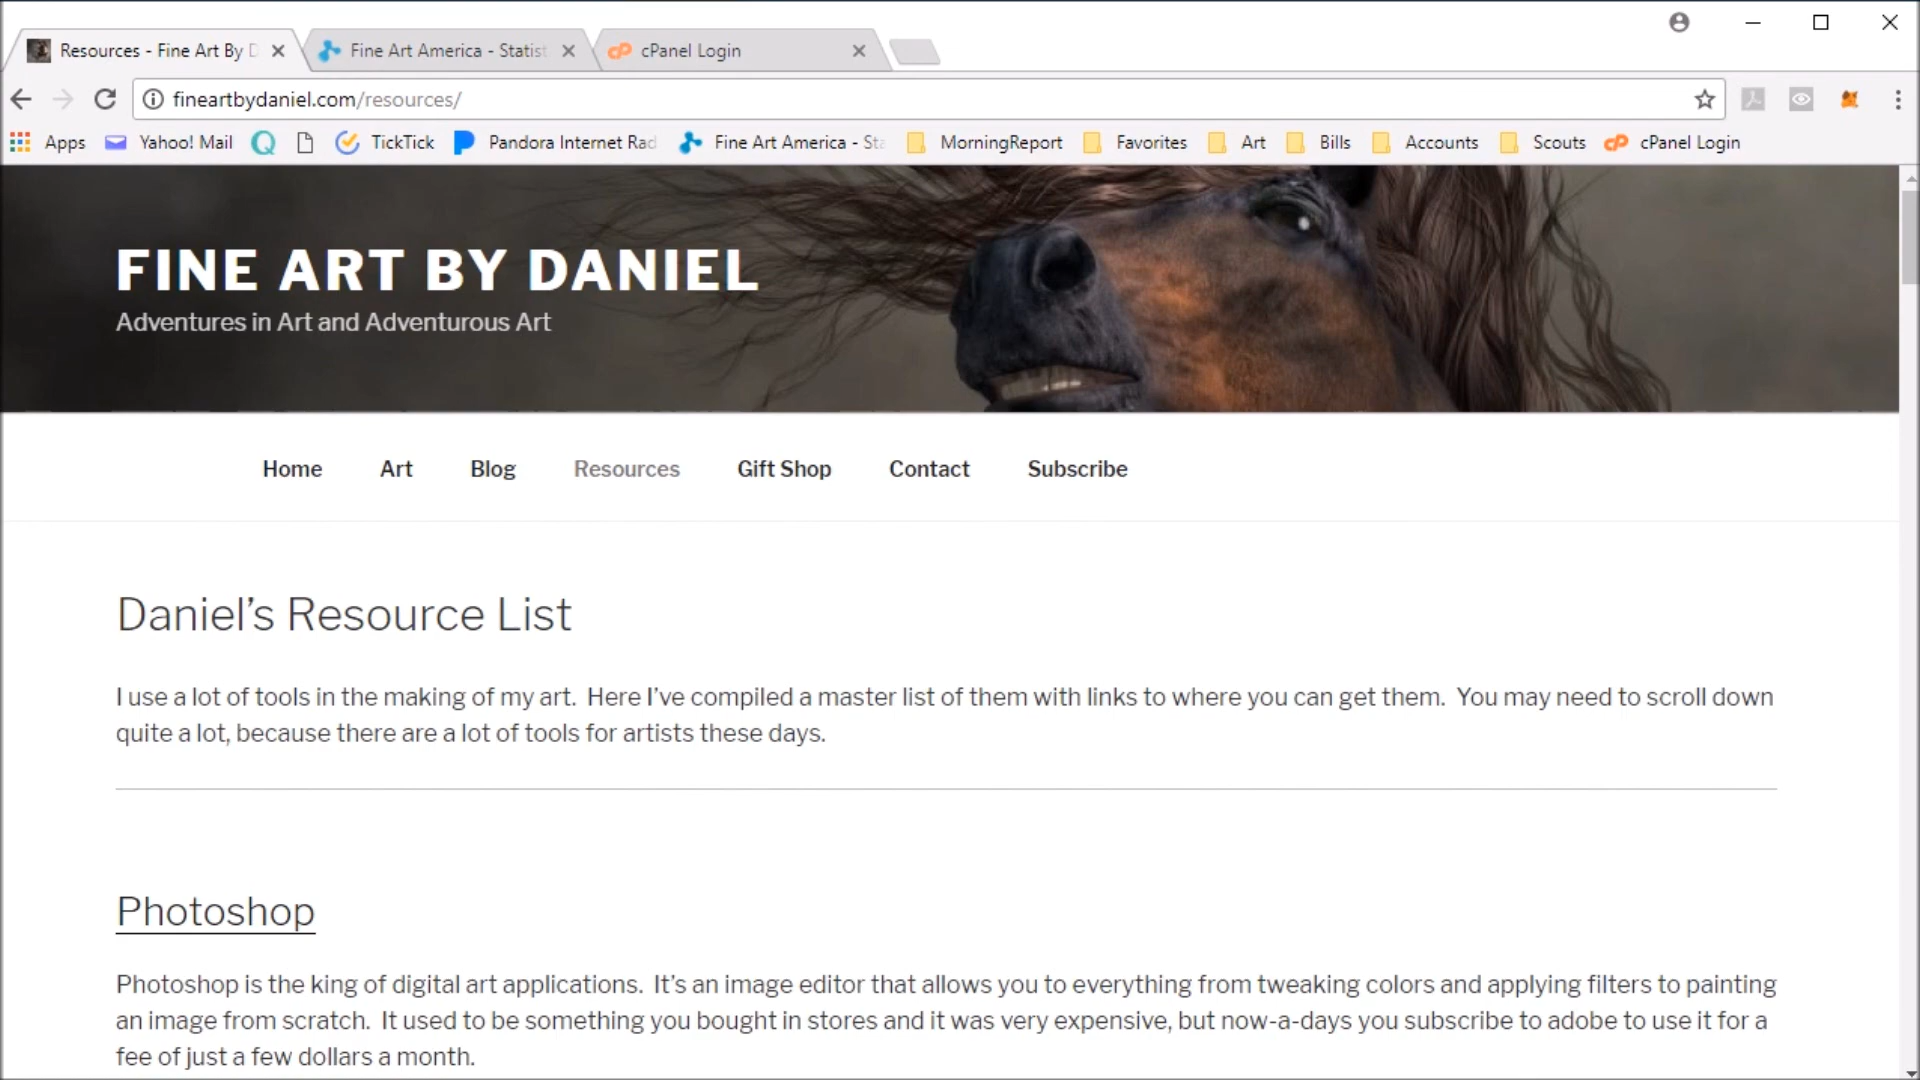 Resources - Fine Art By D
Fine Art America - Statist
cPanel Login
fineartbydaniel.com/resources/
Apps Yahoo! Mail TickTick Pandora Internet Rad Fine Art America - Sta MorningReport Favorites Art Bills Accounts Scouts cPanel Login
FINE ART BY DANIEL
Adventures in Art and Adventurous Art
Home Art Blog Resources Gift Shop Contact Subscribe
Daniel’s Resource List
I use a lot of tools in the making of my art. Here I’ve compiled a master list of them with links to where you can get them. You may need to scroll down
quite a lot, because there are a lot of tools for artists these days.
Photoshop
Photoshop is the king of digital art applications. It’s an image editor that allows you to everything from tweaking colors and applying filters to painting
an image from scratch. It used to be something you bought in stores and it was very expensive, but now-a-days you subscribe to adobe to use it for a
fee of just a few dollars a month.